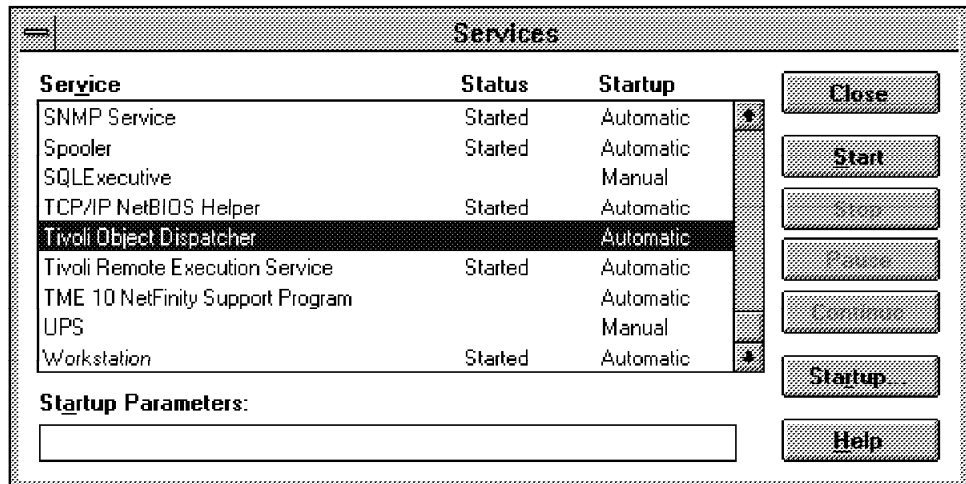 Services
Service Status Startup
SNMP Service Started Automatic
Spooler Started Automatic
SQLExecutive Manual
TCP/IP NetBIOS Helper Started Automatic
Tivoli Object Dispatcher Automatic
Tivoli Remote Execution Service Started Automatic
TME 10 NetFinity Support Program Automatic
UPS Manual
Workstation Started Automatic
Startup Parameters:
Close
Start
Stop
Pause
Continue
Startup...
Help